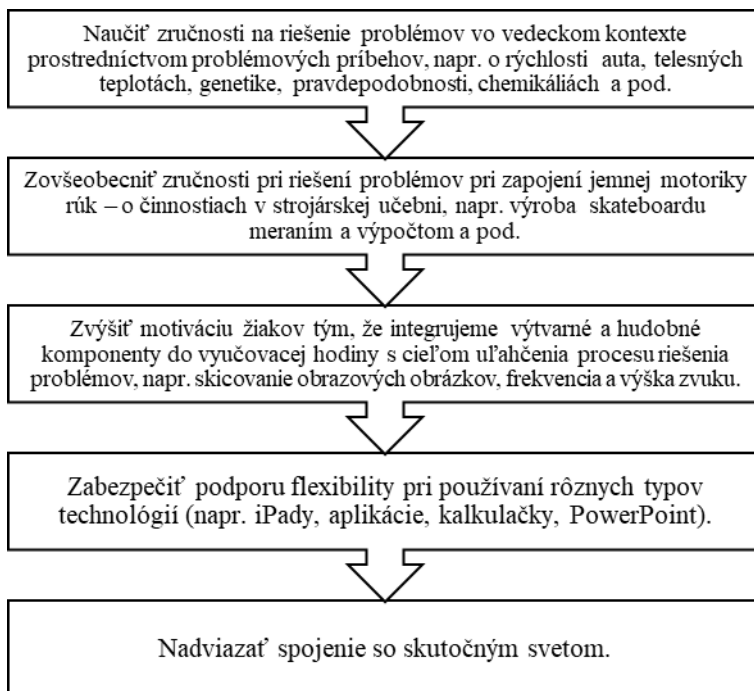 Naučiť zručnosti na riešenie problémov vo vedeckom kontexte
prostredníctvom problémových príbehov, napr. o rýchlosti auta, telesných
teplotách, genetike, pravdepodobnosti, chemikáliách a pod.
Zovšeobecniť zručnosti pri riešení problémov pri zapojení jemnej motoriky
rúk – o činnostiach v strojárskej učebni, napr. výroba skateboardu
meraním a výpočtom a pod.
Zvýšiť motiváciu žiakov tým, že integrujeme výtvarné a hudobné
komponenty do vyučovacej hodiny s cieľom uľahčenia procesu riešenia
problémov, napr. skicovanie obrazových obrázkov, frekvencia a výška zvuku.
Zabezpečiť podporu flexibility pri používaní rôznych typov
technológií (napr. iPady, aplikácie, kalkulačky, PowerPoint).
Nadviazať spojenie so skutočným svetom.